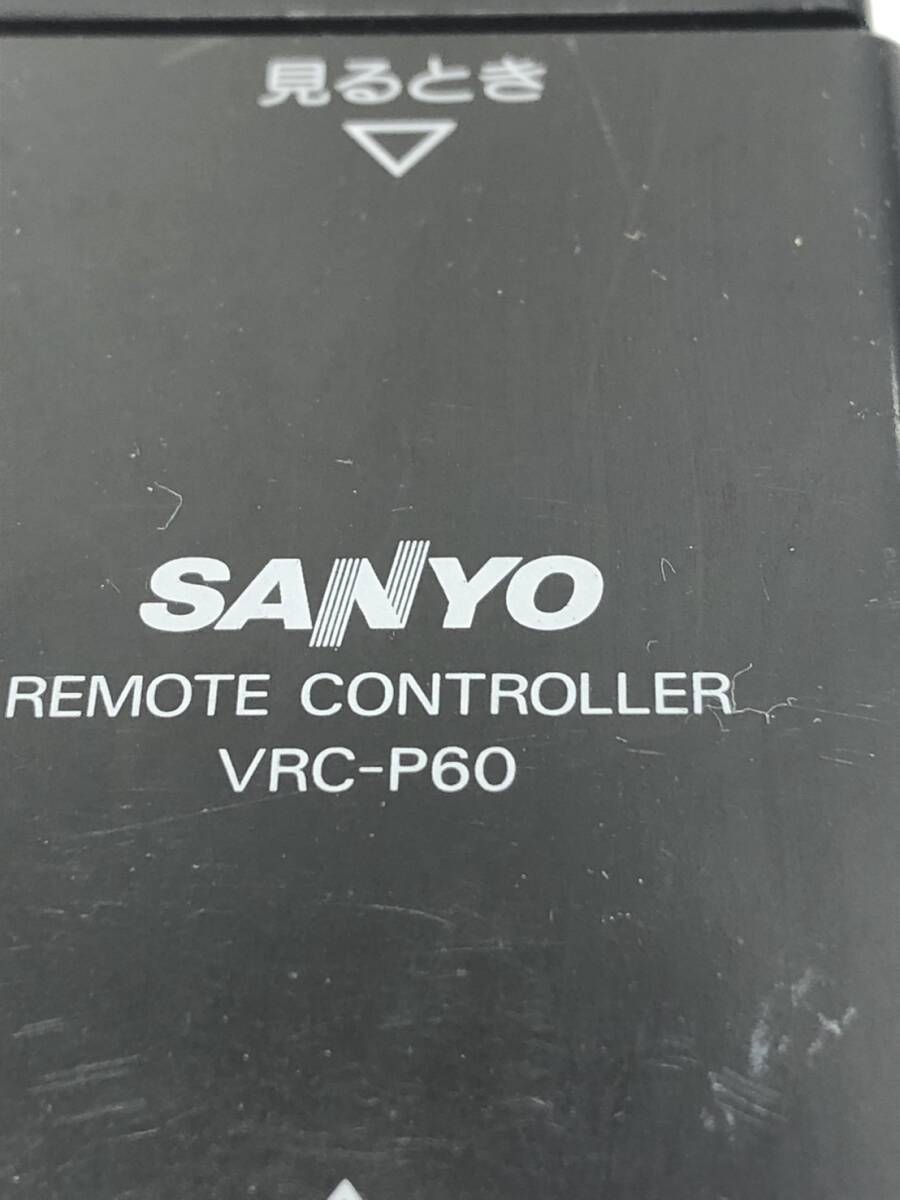 見るとき
SANYO
REMOTE CONTROLLER
VRC-P60